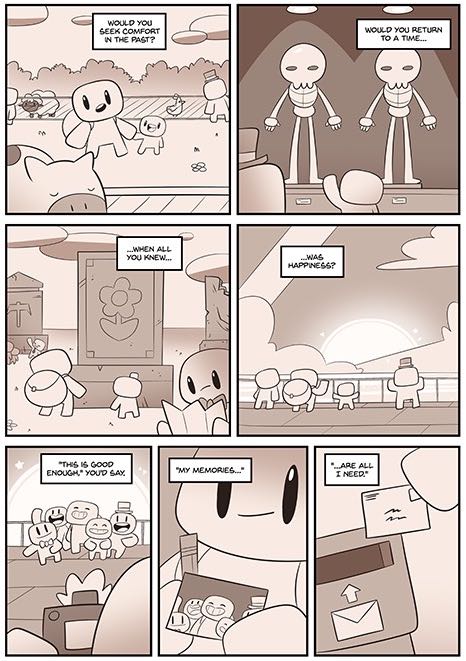 WOULD YOU
SEEK COMFORT
IN THE PAST?
WOULD YOU RETURN
TO A TIME...
...WHEN ALL
YOU KNEW...
...WAS
HAPPINESS?
"THIS IS GOOD
ENOUGH," YOU'D SAY.
"MY MEMORIES..."
"...ARE ALL
I NEED."